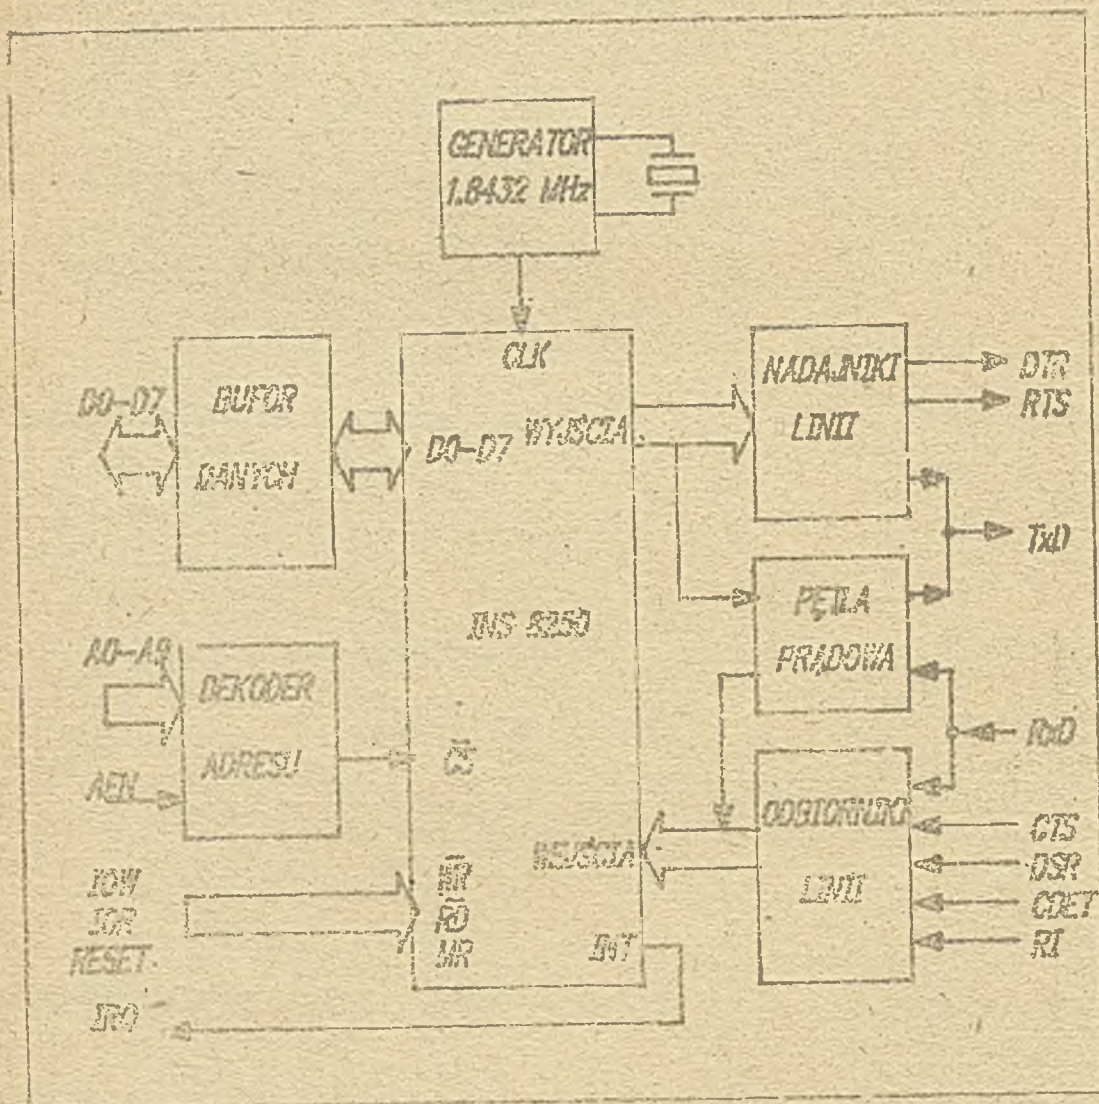 GENERATOR
1.8432 MHz
CLK
D0-D7
BUFOR
DANYCH
D0-D7
WYJŚCIA
NADAJNIKI
LINII
DTR
RTS
TxD
INS 8250
PĘTLA
PRĄDOWA
A0-A9
DEKODER
ADRESU
AEN
CS
RxD
ODBIORNIKI
LINII
CTS
DSR
CDET
RI
WEJŚCIA
IOW
IOR
RESET
WR
RD
MR
INT
IRQ